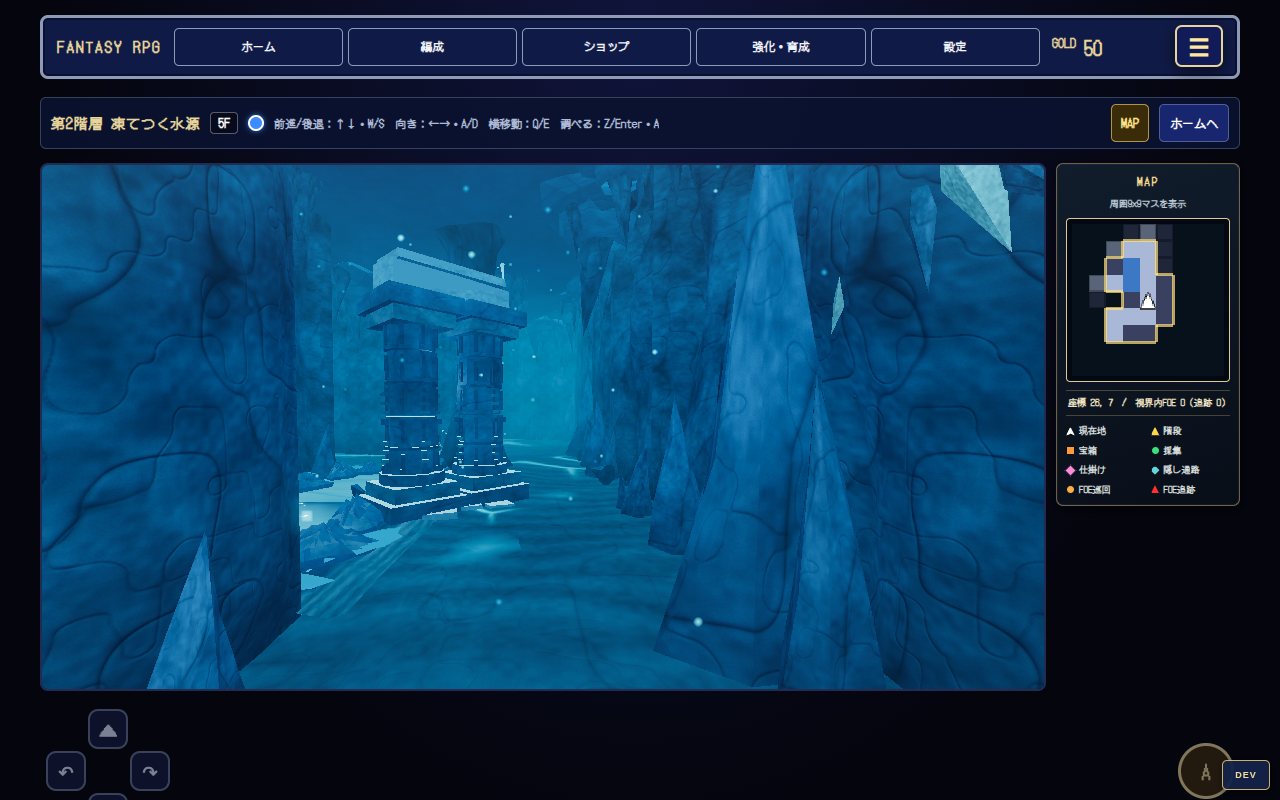 FANTASY RPG
ホーム
編成
ショップ
強化・育成
設定
GOLD 50
第2階層 凍てつく水源
5F
前進/後退：↑↓・W/S 向き：←→・A/D 横移動：Q/E 調べる：Z/Enter・A
MAP
ホームへ
MAP
周囲9x9マスを表示
座標 26, 7 / 視界内FOE 0 (追跡 0)
現在地
階段
宝箱
採集
仕掛け
隠し通路
FOE巡回
FOE追跡
A
DEV